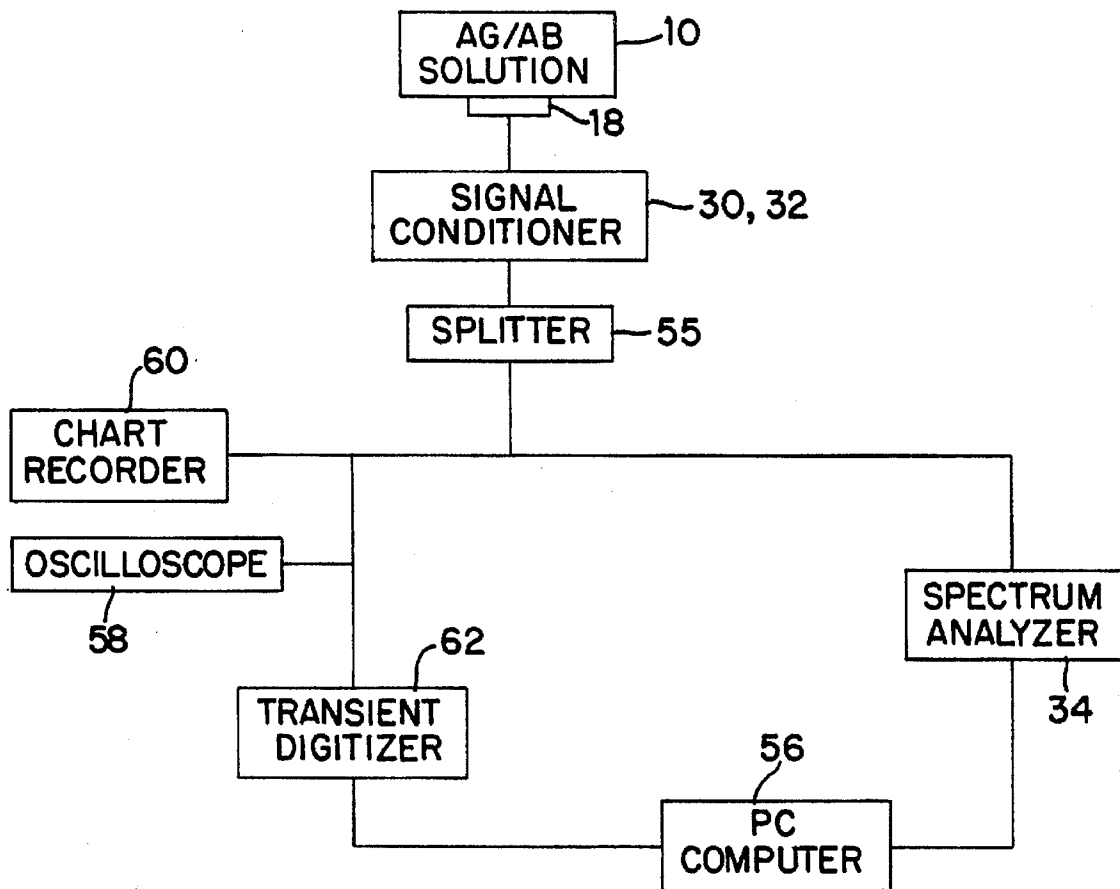 AG/AB
SOLUTION
10
18
SIGNAL
CONDITIONER
30, 32
SPLITTER
55
60
CHART
RECORDER
OSCILLOSCOPE
58
SPECTRUM
ANALYZER
34
62
TRANSIENT
DIGITIZER
56
PC
COMPUTER